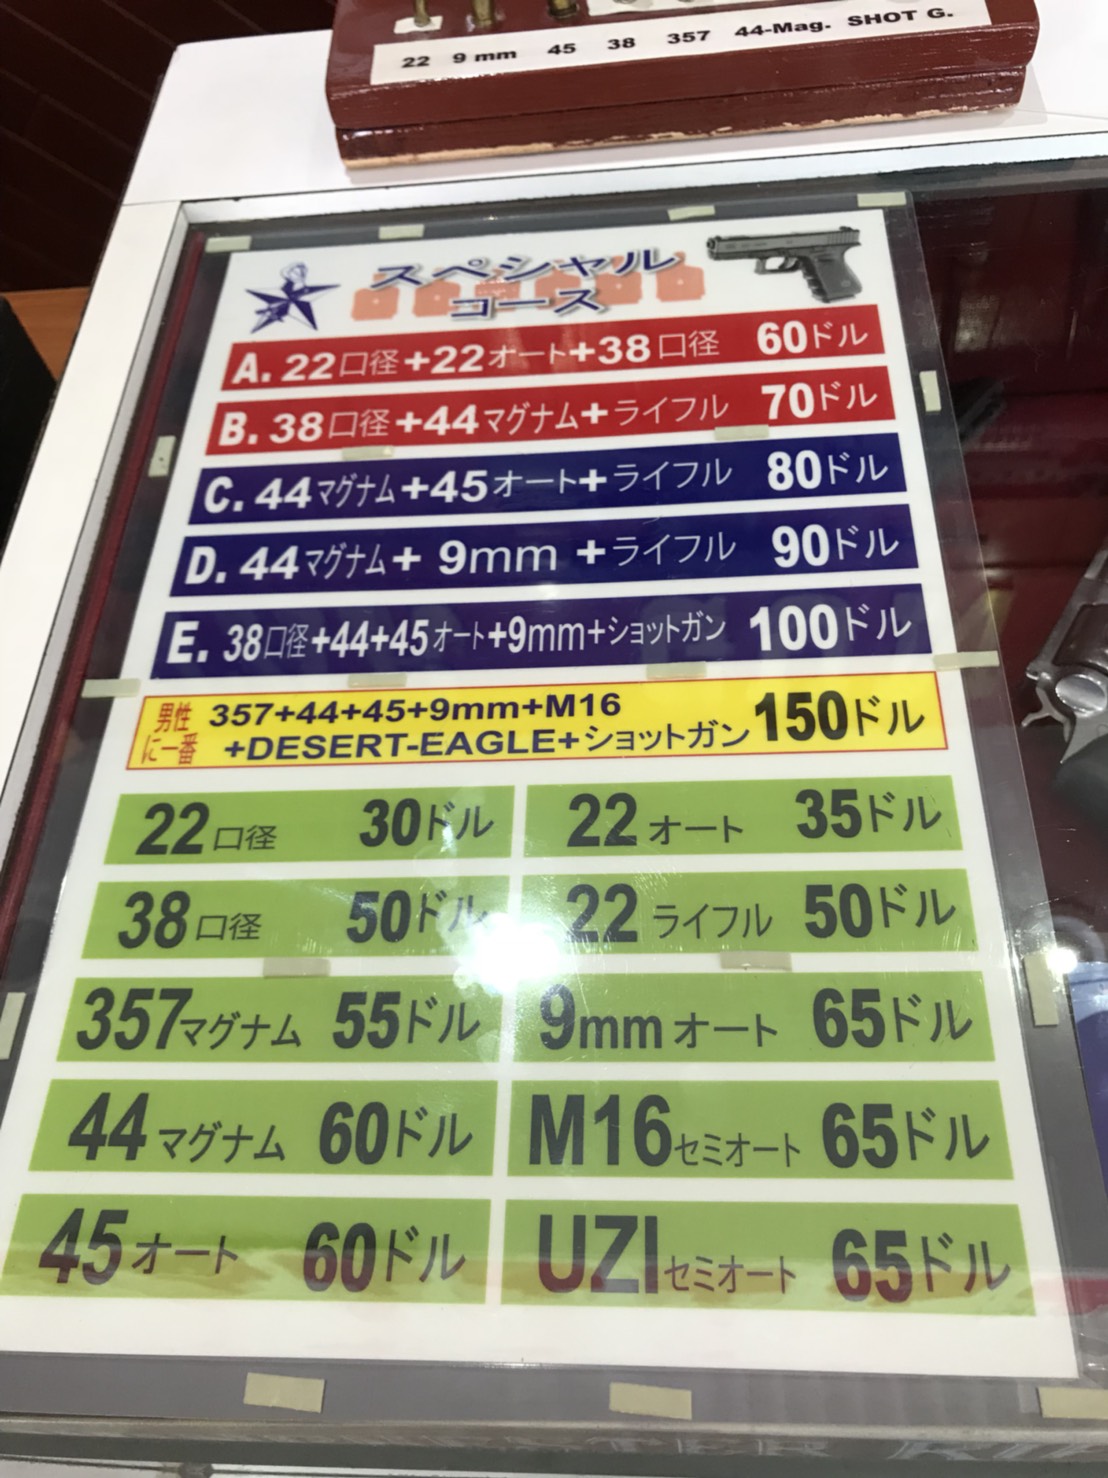 22 9mm 45 38 357 44-Mag. SHOT G.
スペシャル
コース
A. 22口径+22オート+38口径 60ドル
B. 38口径+44マグナム+ライフル 70ドル
C. 44マグナム+45オート+ライフル 80ドル
D. 44マグナム+ 9mm +ライフル 90ドル
E. 38口径+44+45オート+9mm+ショットガン 100ドル
男性
に一番
357+44+45+9mm+M16
+DESERT-EAGLE+ショットガン 150ドル
22口径 30ドル
22オート 35ドル
38口径 50ドル
22 ライフル 50ドル
357マグナム 55ドル
9mmオート 65ドル
44マグナム 60ドル
M16セミオート 65ドル
45オート 60ドル
UZIセミオート 65ドル